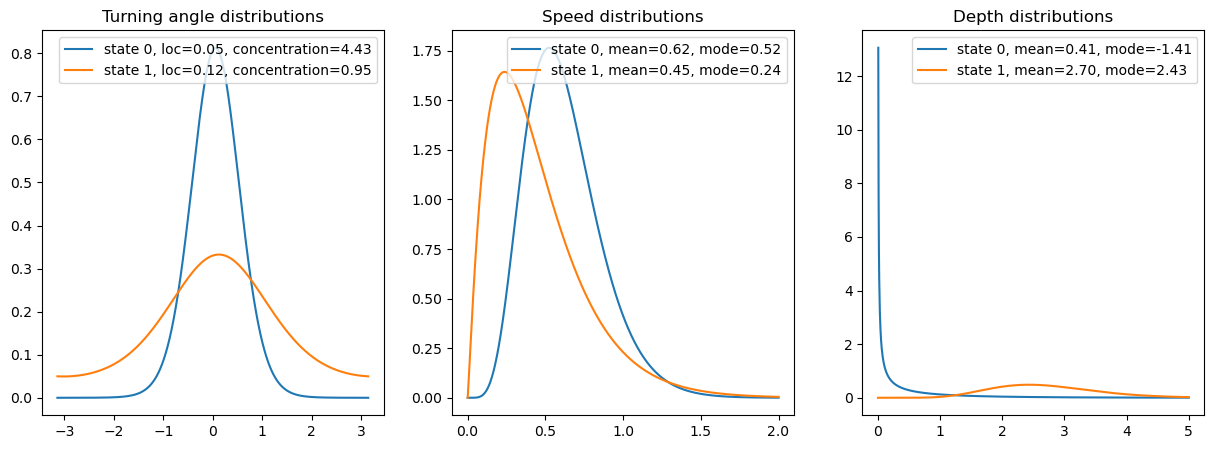 Turning angle distributions
state 0, loc=0.05, concentration=4.43
state 1, loc=0.12, concentration=0.95
0.8
0.7
0.6
0.5
0.4
0.3
0.2
0.1
0.0
−3 −2 −1 0 1 2 3
Speed distributions
state 0, mean=0.62, mode=0.52
state 1, mean=0.45, mode=0.24
1.75
1.50
1.25
1.00
0.75
0.50
0.25
0.00
0.0 0.5 1.0 1.5 2.0
Depth distributions
state 0, mean=0.41, mode=-1.41
state 1, mean=2.70, mode=2.43
12
10
8
6
4
2
0
0 1 2 3 4 5